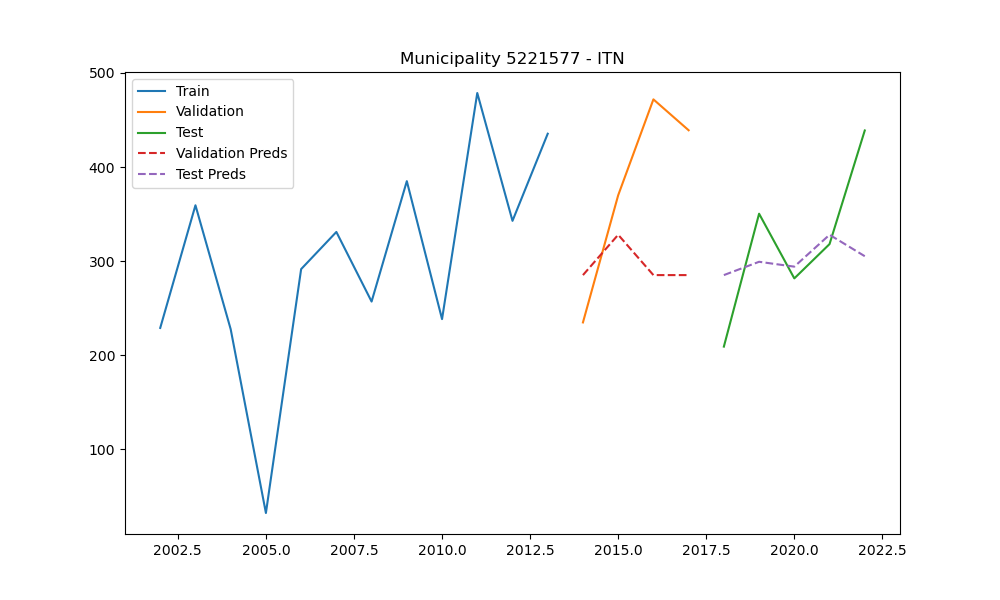 Municipality 5221577 - ITN
Train
Validation
Test
Validation Preds
Test Preds
500
400
300
200
100
2002.5 2005.0 2007.5 2010.0 2012.5 2015.0 2017.5 2020.0 2022.5